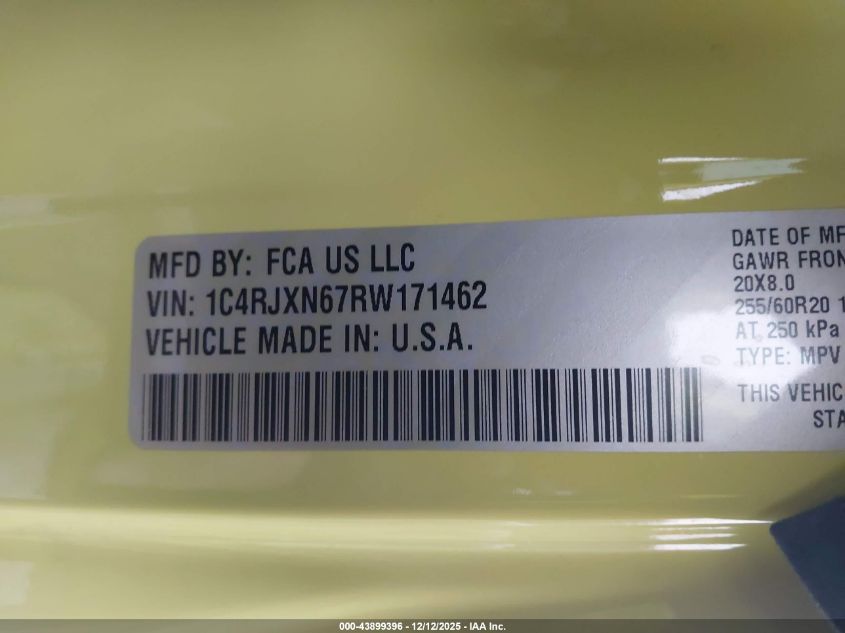 MFD BY: FCA US LLC
VIN: 1C4RJXN67RW171462
VEHICLE MADE IN: U.S.A.
DATE OF MF
GAWR FRON
20X8.0
255/60R20 1
AT 250 kPa
TYPE: MPV
THIS VEHIC
STA
000-43899396 - 12/12/2025 - IAA Inc.